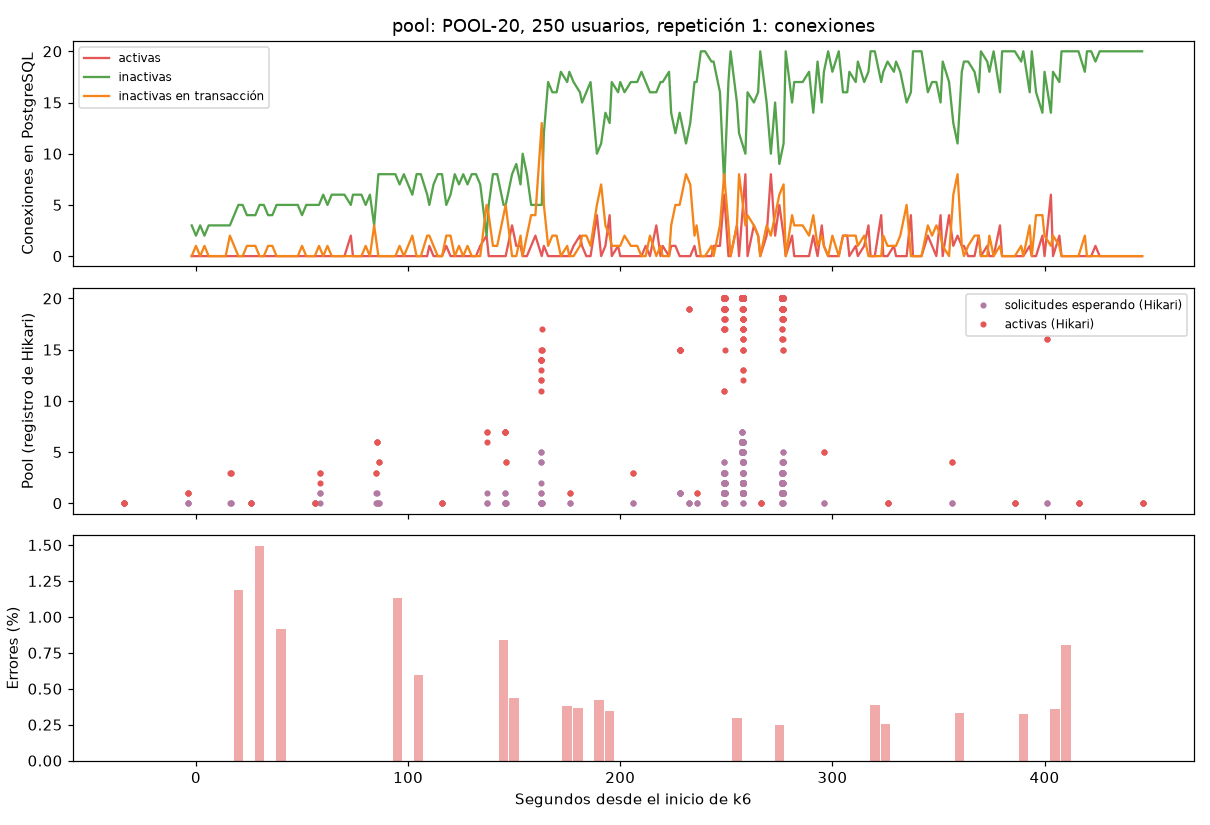 pool: POOL-20, 250 usuarios, repetición 1: conexiones
Conexiones en PostgreSQL
20
15
10
5
0
activas
inactivas
inactivas en transacción
Pool (registro de Hikari)
20
15
10
5
0
solicitudes esperando (Hikari)
activas (Hikari)
Errores (%)
1.50
1.25
1.00
0.75
0.50
0.25
0.00
0
100
200
300
400
Segundos desde el inicio de k6